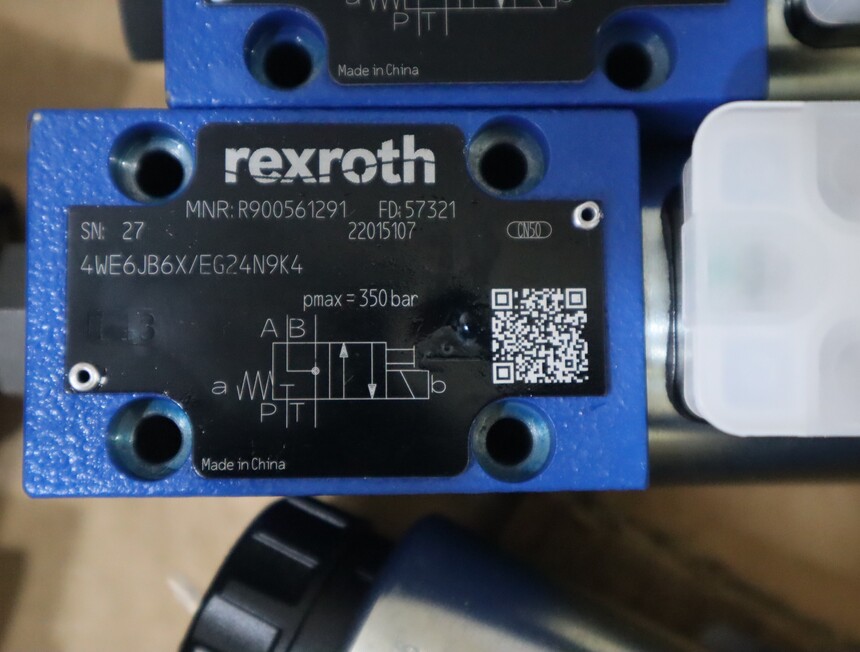 a b
P T
Made in China
rexroth
MNR: R900561291 FD: 57321
SN: 27 22015107 CN50
4WE6JB6X/EG24N9K4
pmax = 350 bar
A B
a T b
P T
Made in China